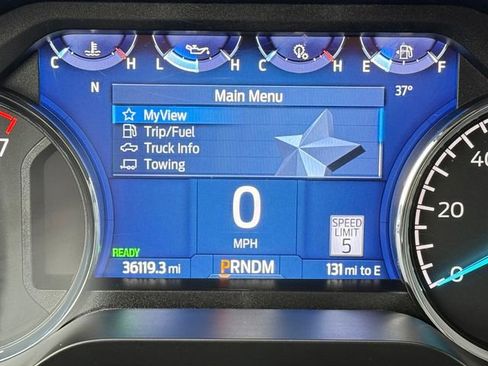 C H L H C H E F
N 37°
Main Menu
MyView
Trip/Fuel
Truck Info
Towing
0
MPH
SPEED
LIMIT
5
READY
36119.3 mi PRNDM 131 mi to E
7
40
20
0